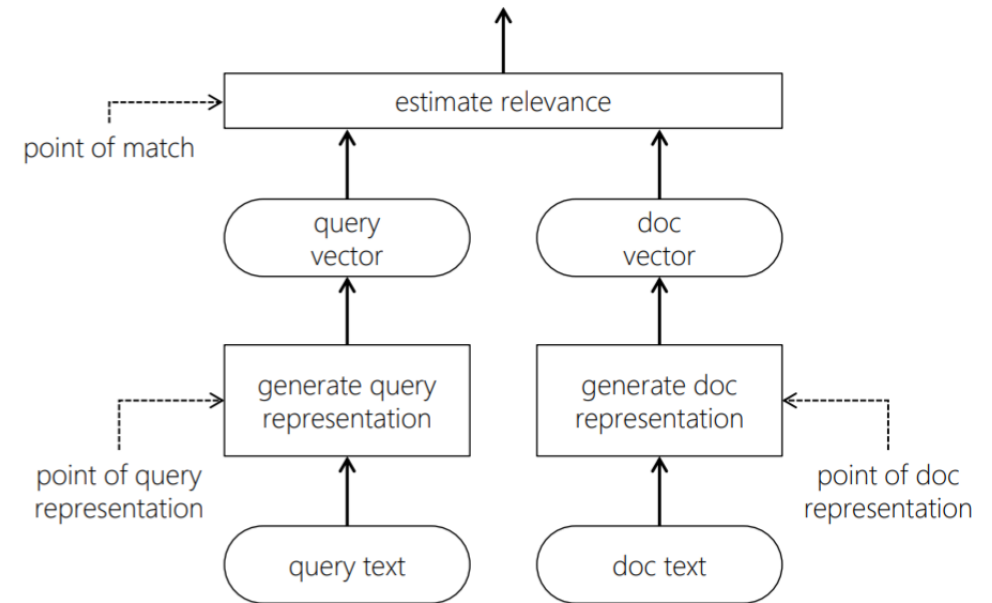 estimate relevance
point of match
query
vector
doc
vector
generate query
representation
generate doc
representation
point of query
representation
point of doc
representation
query text
doc text